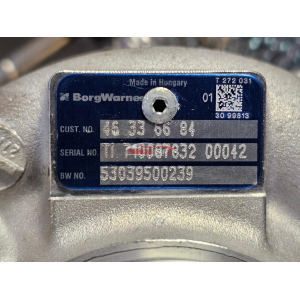 Made in Hungary
T 272 031
BorgWarner
01
30 99813
CUST. NO. 46 33 66 84
SERIAL NO 00042
BW NO. 53039500239